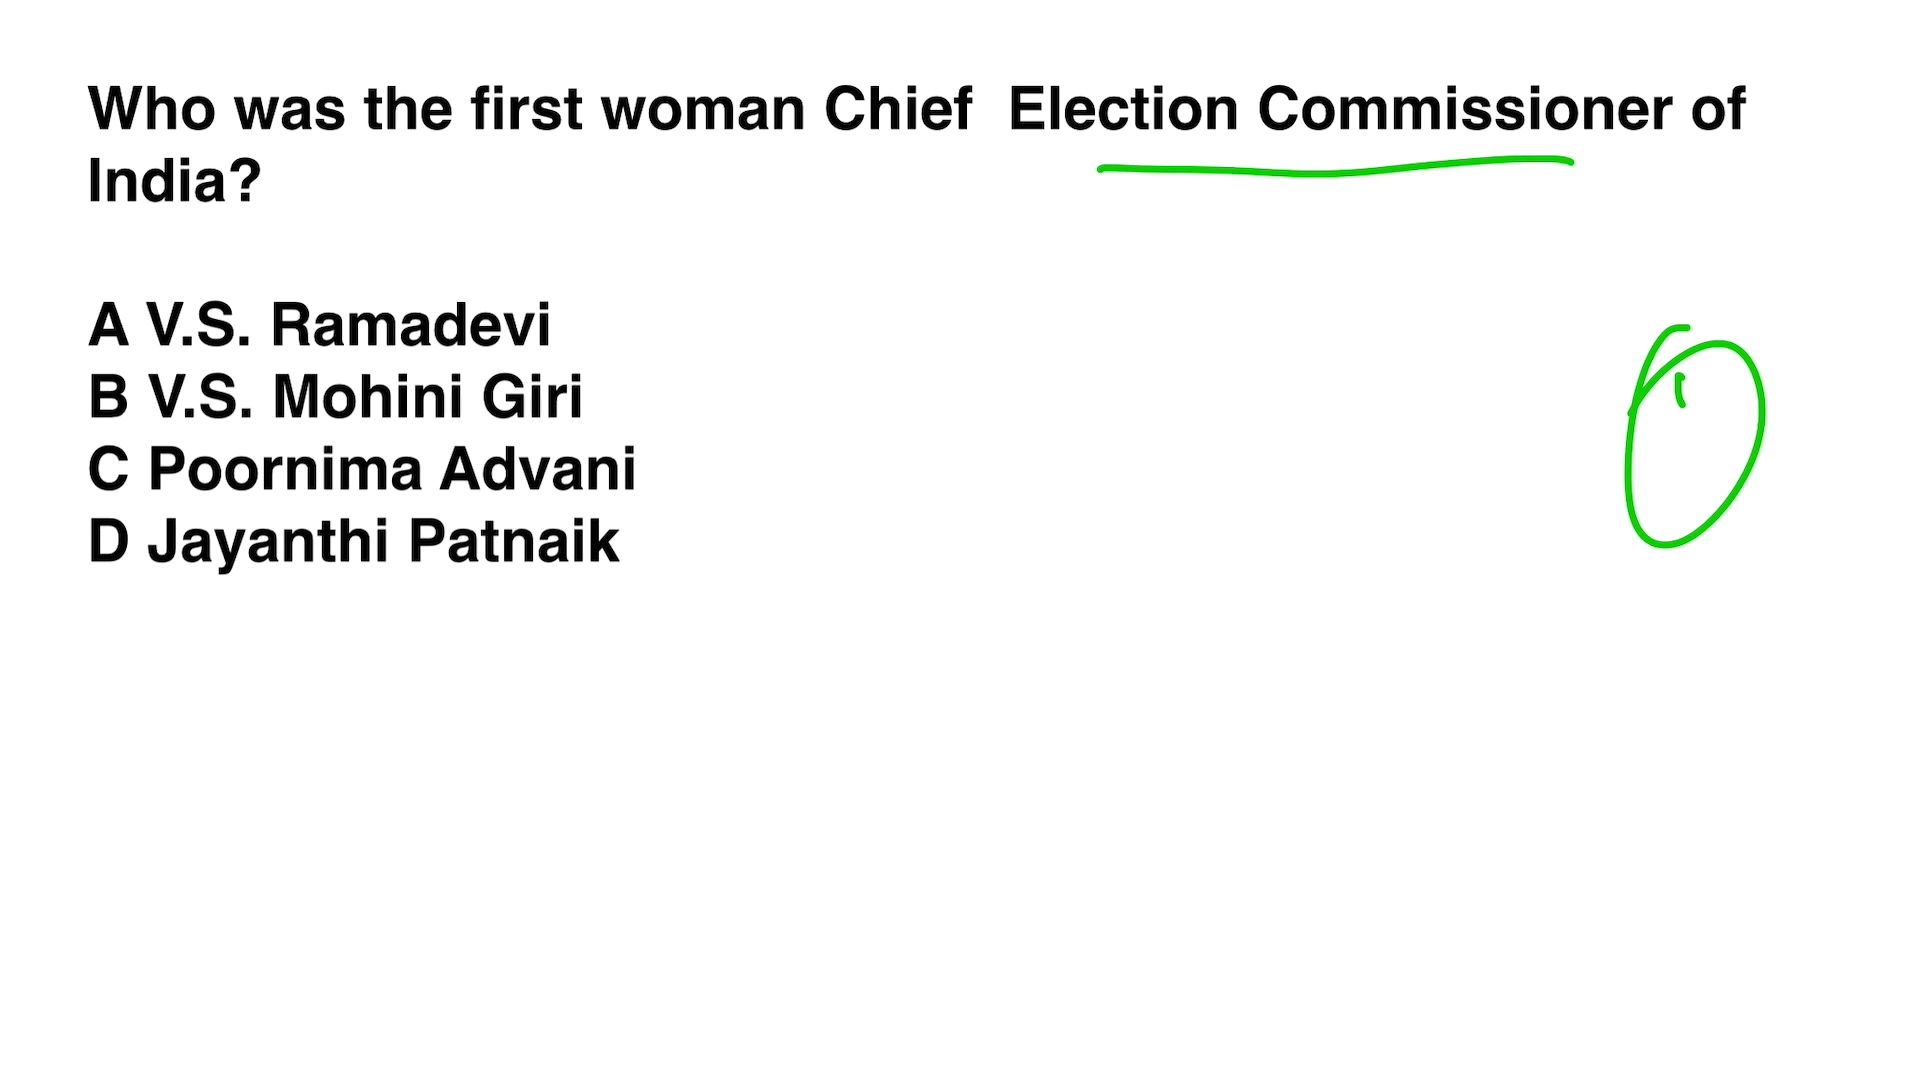 Who was the first woman Chief  Election Commissioner of
India?
A V.S. Ramadevi
B V.S. Mohini Giri
C Poornima Advani
D Jayanthi Patnaik